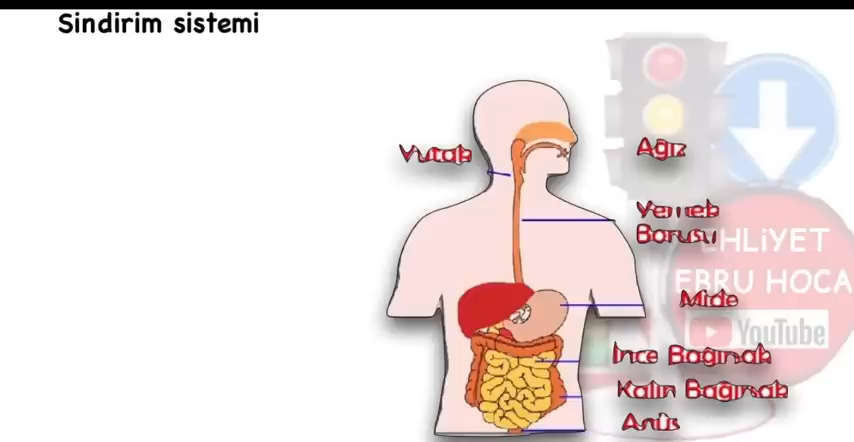 Sindirim sistemi
Yutak
Ağız
Yemek
Borusu
EHLİYET
EBRU HOCA
Mide
YouTube
İnce Bağırsak
Kalın Bağırsak
Anüs